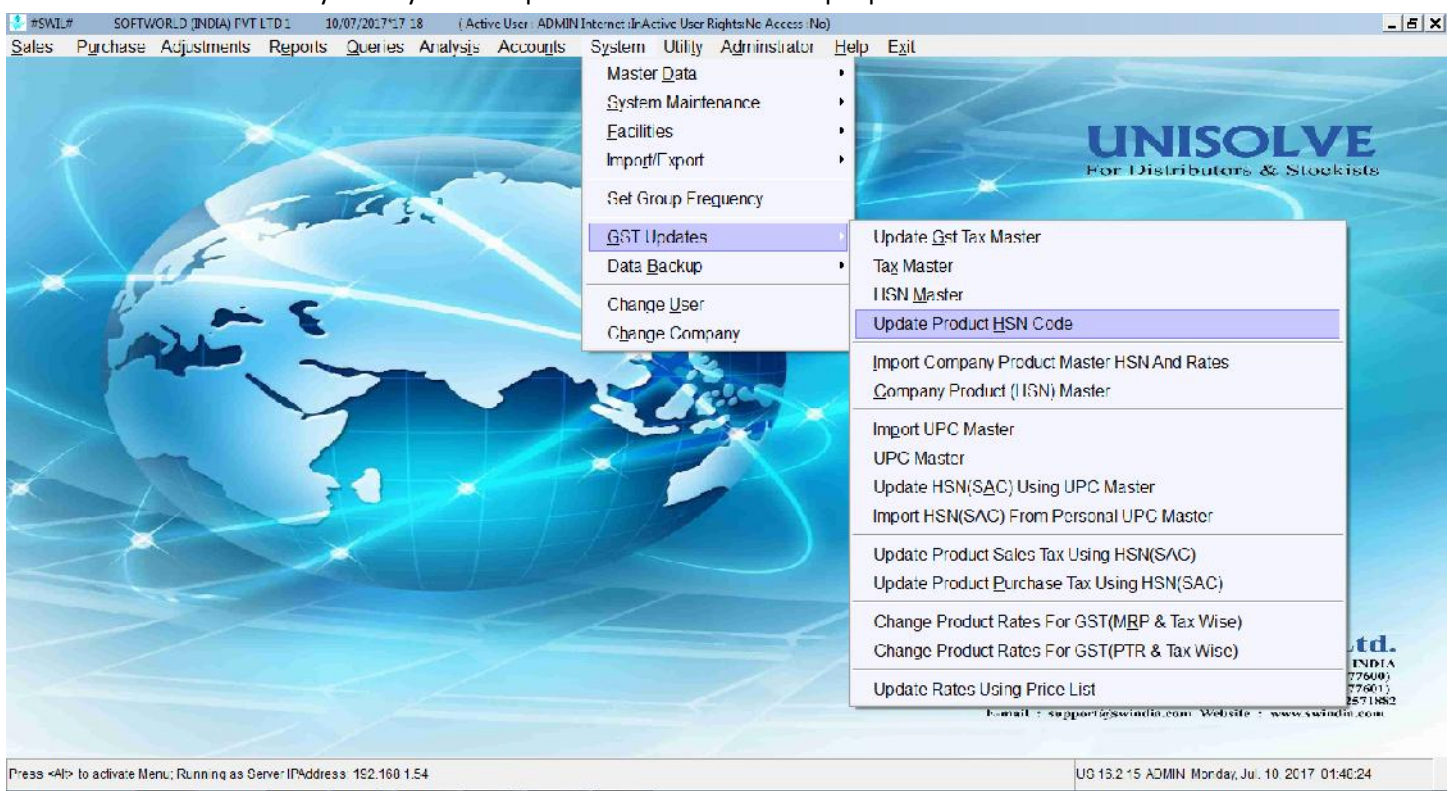 #SWIL# SOFTWORLD (INDIA) PVT LTD 1 10/07/2017*17 18 ( Active User : ADMIN Internet :InActive User Rights:No Access :No)
Sales Purchase Adjustments Reports Queries Analysis Accounts System Utility Adminstrator Help Exit
Master Data
System Maintenance
Facilities
Import/Export
Set Group Frequency
GST Updates
Data Backup
Change User
Change Company
UNISOLVE
For Distributors & Stockists
Update Gst Tax Master
Tax Master
HSN Master
Update Product HSN Code
Import Company Product Master HSN And Rates
Company Product (HSN) Master
Import UPC Master
UPC Master
Update HSN(SAC) Using UPC Master
Import HSN(SAC) From Personal UPC Master
Update Product Sales Tax Using HSN(SAC)
Update Product Purchase Tax Using HSN(SAC)
Change Product Rates For GST(MRP & Tax Wise)
Change Product Rates For GST(PTR & Tax Wise)
Update Rates Using Price List
Ltd.
INDIA
77600)
77601)
2571882
E-mail : support@swindia.com Website : www.swindia.com
Press <Alt> to activate Menu; Running as Server IPAddress: 192.168.1.54
US 16.2 15 ADMIN Monday, Jul. 10, 2017 01:48:24